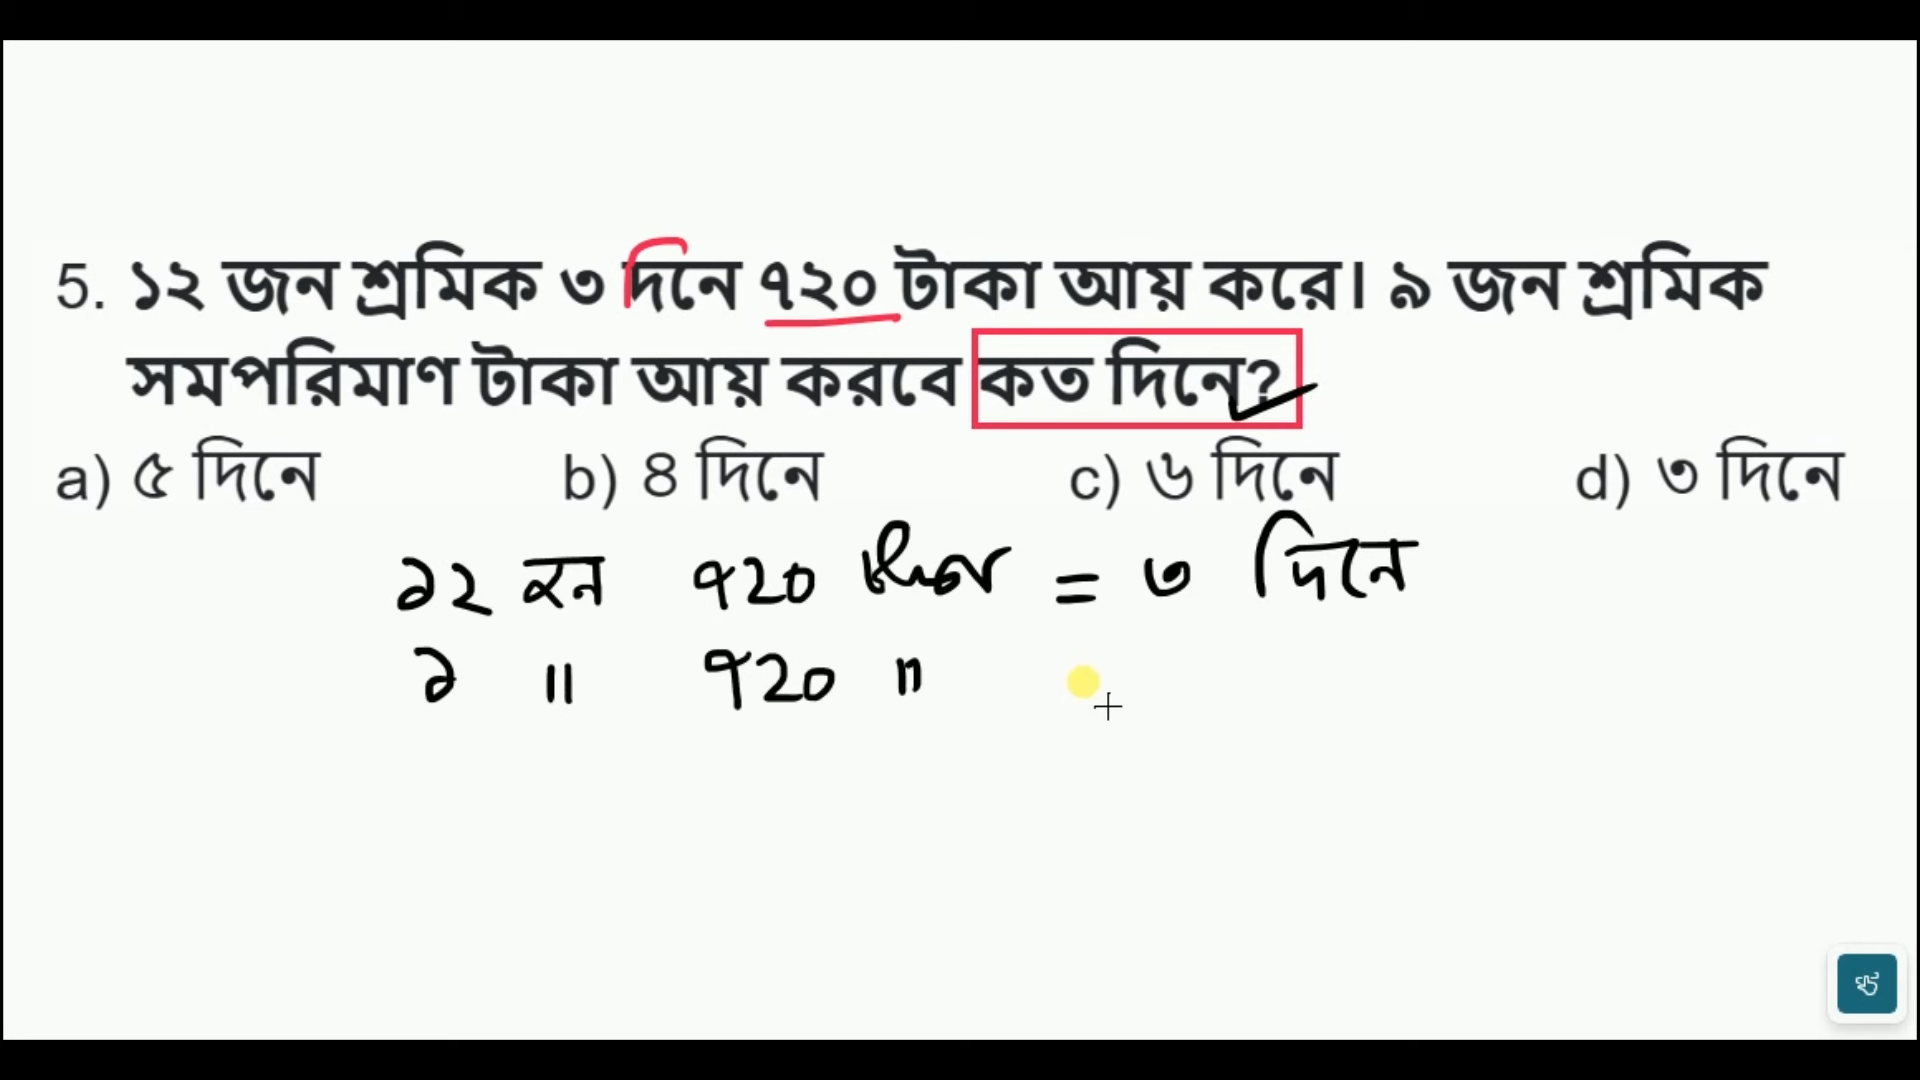 5. ১২ জন শ্রমিক ৩ দিনে ৭২০ টাকা আয় করে। ৯ জন শ্রমিক
সমপরিমাণ টাকা আয় করবে কত দিনে?
a) ৫ দিনে b) ৪ দিনে c) ৬ দিনে d) ৩ দিনে
১২ জন ৭২০ = ৩ দিনে
১ " ৭২০ "